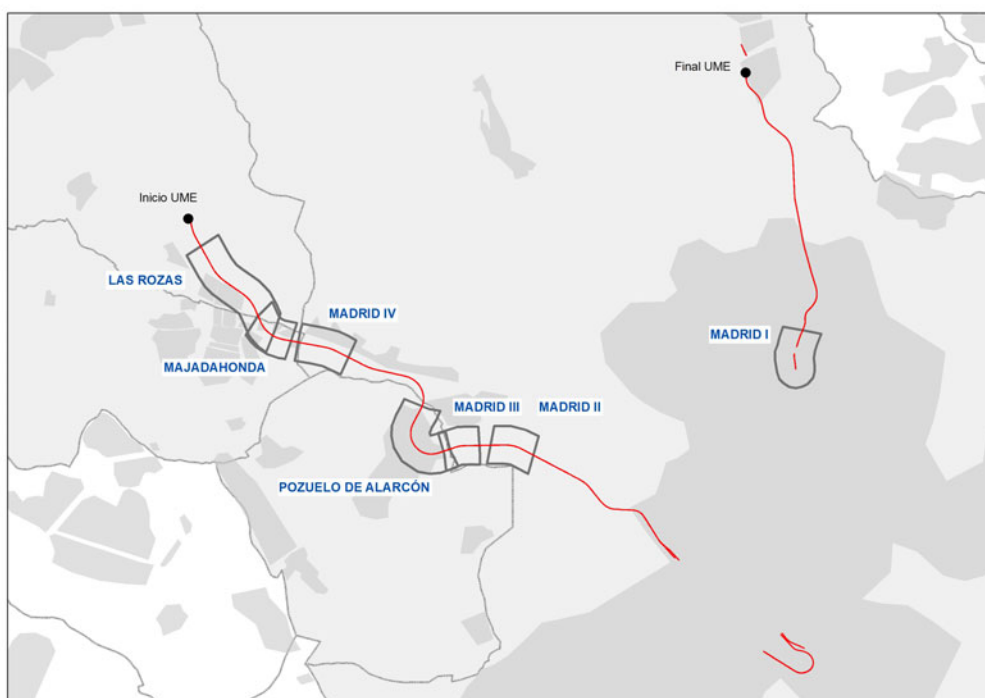 Final UME
Inicio UME
LAS ROZAS
MADRID IV
MADRID I
MAJADAHONDA
MADRID III
MADRID II
POZUELO DE ALARCÓN